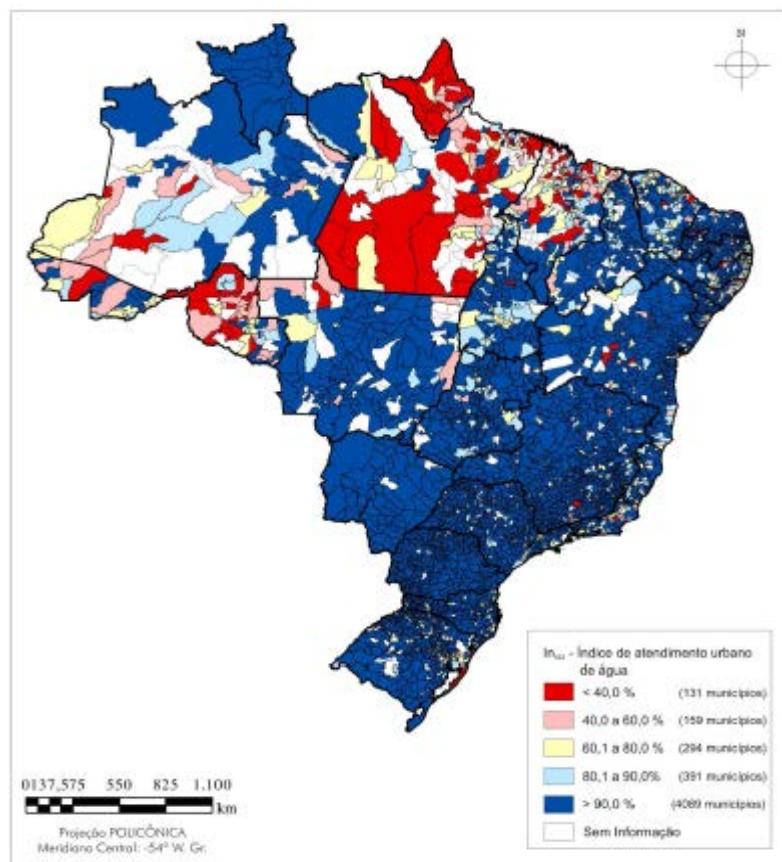 N
In₀₂₃ - Índice de atendimento urbano
de água
< 40,0 % (131 municípios)
40,0 a 60,0 % (159 municípios)
60,1 a 80,0 % (294 municípios)
80,1 a 90,0% (391 municípios)
> 90,0 % (4089 municípios)
Sem Informação
0137,575 550 825 1.100
km
Projeção POLICÔNICA
Meridiano Central: -54º W. Gr.